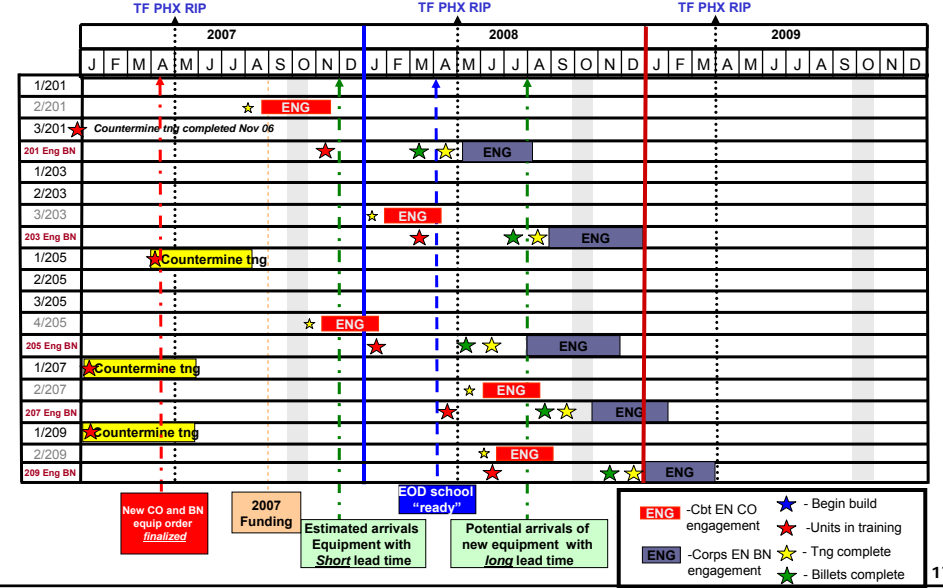 TF PHX RIP TF PHX RIP TF PHX RIP
2007 2008 2009
J F M A M J J A S O N D J F M A M J J A S O N D J F M A M J J A S O N D
1/201
2/201 ENG
3/201 Countermine tng completed Nov 06
201 Eng BN ENG
1/203
2/203
3/203 ENG
203 Eng BN ENG
1/205 Countermine tng
2/205
3/205
4/205 ENG
205 Eng BN ENG
1/207 Countermine tng
2/207 ENG
207 Eng BN ENG
1/209 Countermine tng
2/209 ENG
209 Eng BN ENG
New CO and BN
equip order
finalized
2007
Funding
Estimated arrivals
Equipment with
Short lead time
EOD school
“ready”
Potential arrivals of
new equipment with
long lead time
ENG -Cbt EN CO
engagement
ENG -Corps EN BN
engagement
- Begin build
-Units in training
- Tng complete
- Billets complete